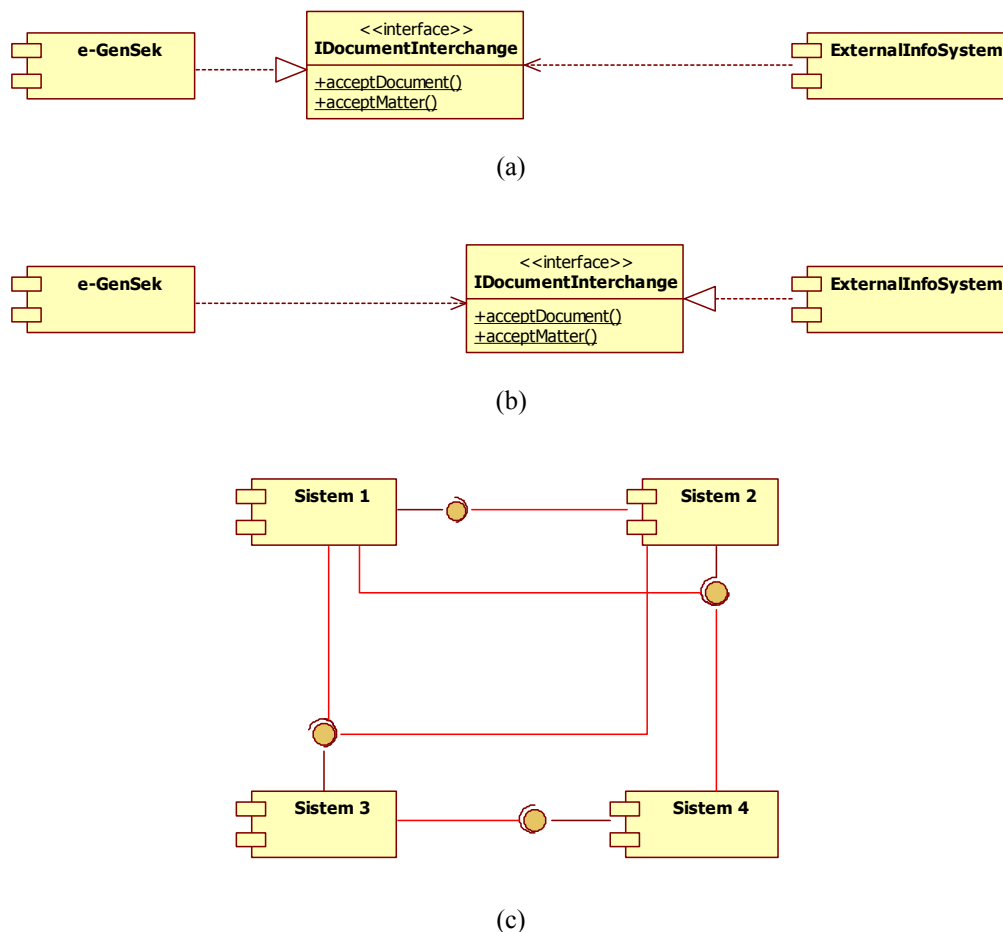 e-GenSek
<<interface>>
IDocumentInterchange
+acceptDocument()
+acceptMatter()
ExternalInfoSystem
(a)
e-GenSek
<<interface>>
IDocumentInterchange
+acceptDocument()
+acceptMatter()
ExternalInfoSystem
(b)
Sistem 1
Sistem 2
Sistem 3
Sistem 4
(c)